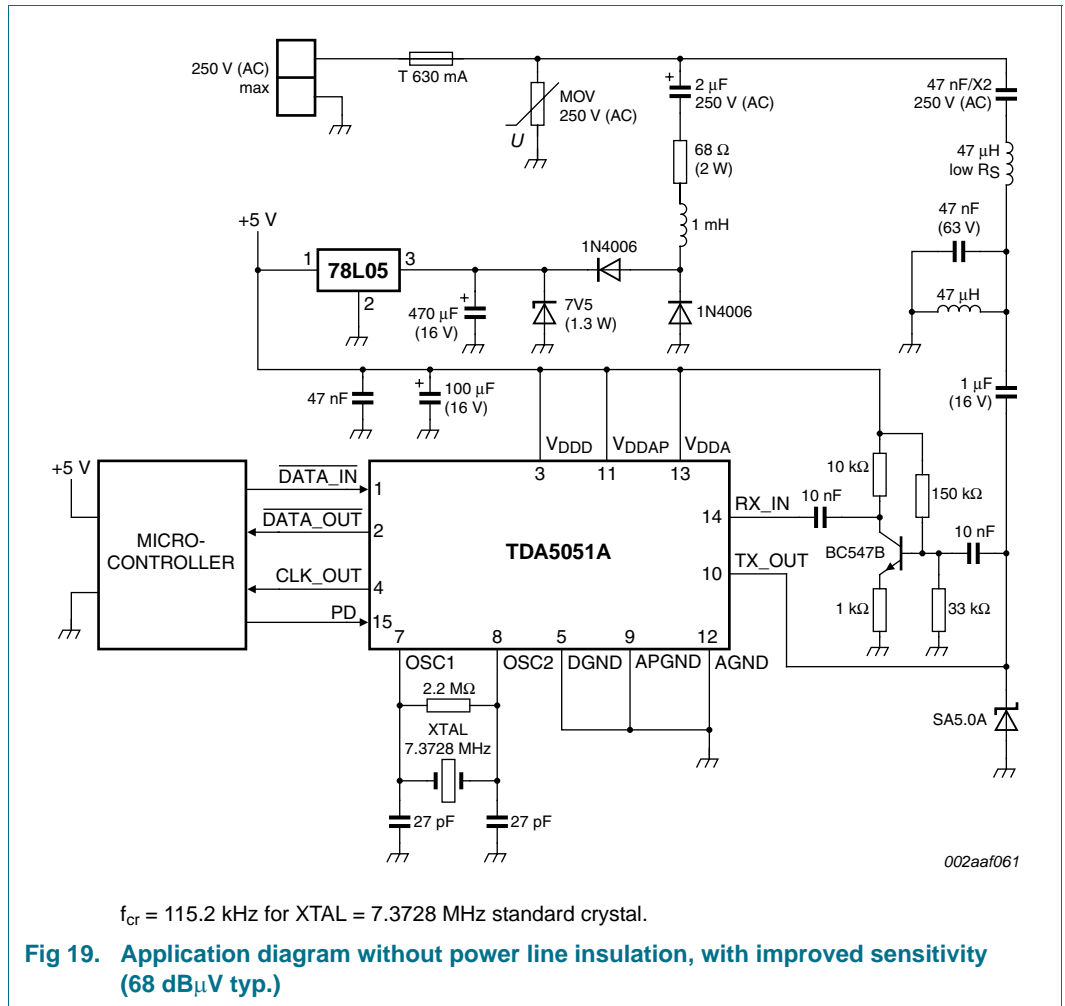 250 V (AC)
max
T 630 mA
MOV
250 V (AC)
U
+
2 μF
250 V (AC)
68 Ω
(2 W)
1 mH
47 nF/X2
250 V (AC)
47 μH
low RS
47 nF
(63 V)
47 μH
1 μF
(16 V)
+5 V
1
78L05
3
2
+
470 μF
(16 V)
7V5
(1.3 W)
1N4006
1N4006
47 nF
+
100 μF
(16 V)
VDDD
VDDAP
VDDA
3
11
13
+5 V
MICRO-
CONTROLLER
DATA_IN
1
DATA_OUT
2
CLK_OUT
4
PD
15
TDA5051A
14
RX_IN
10
TX_OUT
10 nF
10 kΩ
150 kΩ
10 nF
BC547B
1 kΩ
33 kΩ
SA5.0A
7
8
5
9
12
OSC1
OSC2
DGND
APGND
AGND
2.2 MΩ
XTAL
7.3728 MHz
27 pF
27 pF
002aaf061
fcr = 115.2 kHz for XTAL = 7.3728 MHz standard crystal.
Fig 19. Application diagram without power line insulation, with improved sensitivity
(68 dBμV typ.)